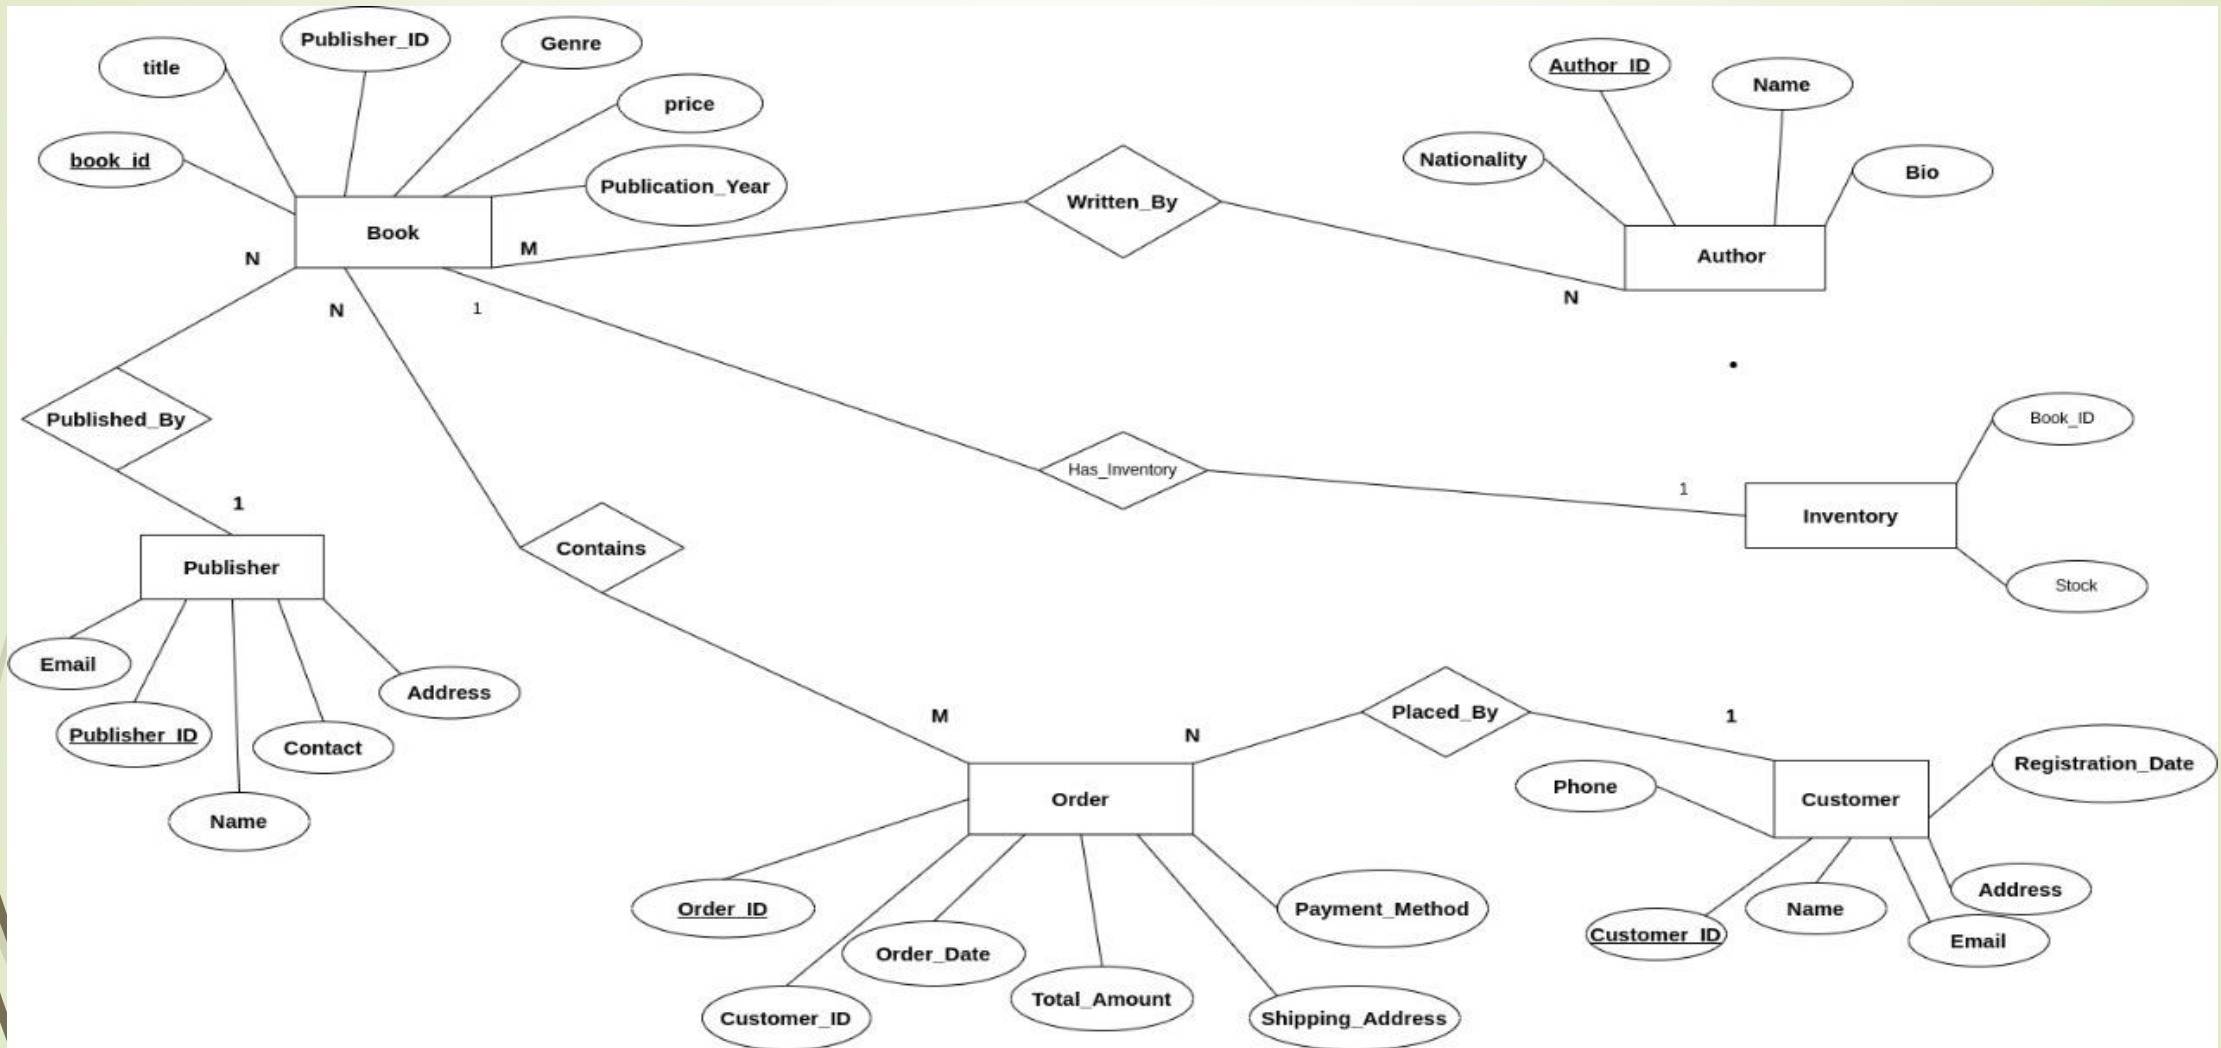 Publisher_ID
Genre
title
price
book_id
Publication_Year
Book
N
M
N
1
Written_By
Author_ID
Name
Nationality
Bio
Author
N
Published_By
1
Has_Inventory
1
Book_ID
Inventory
Stock
Contains
Publisher
Email
Address
Publisher_ID
Contact
Name
M
N
Placed_By
1
Order
Order_ID
Payment_Method
Order_Date
Total_Amount
Customer_ID
Shipping_Address
Phone
Customer
Registration_Date
Address
Name
Customer_ID
Email